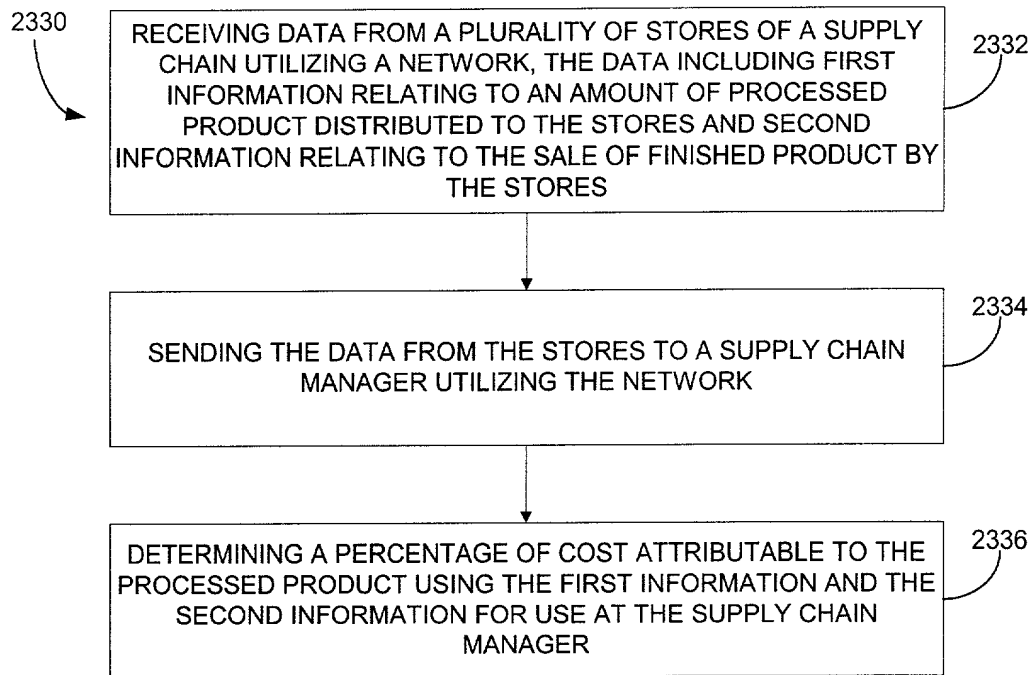 2330
RECEIVING DATA FROM A PLURALITY OF STORES OF A SUPPLY
CHAIN UTILIZING A NETWORK, THE DATA INCLUDING FIRST
INFORMATION RELATING TO AN AMOUNT OF PROCESSED
PRODUCT DISTRIBUTED TO THE STORES AND SECOND
INFORMATION RELATING TO THE SALE OF FINISHED PRODUCT BY
THE STORES
2332
SENDING THE DATA FROM THE STORES TO A SUPPLY CHAIN
MANAGER UTILIZING THE NETWORK
2334
DETERMINING A PERCENTAGE OF COST ATTRIBUTABLE TO THE
PROCESSED PRODUCT USING THE FIRST INFORMATION AND THE
SECOND INFORMATION FOR USE AT THE SUPPLY CHAIN
MANAGER
2336